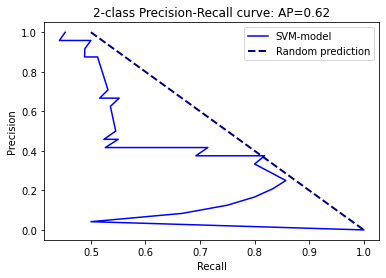 2-class Precision-Recall curve: AP=0.62
SVM-model
Random prediction
Precision
1.0
0.8
0.6
0.4
0.2
0.0
0.5
0.6
0.7
0.8
0.9
1.0
Recall